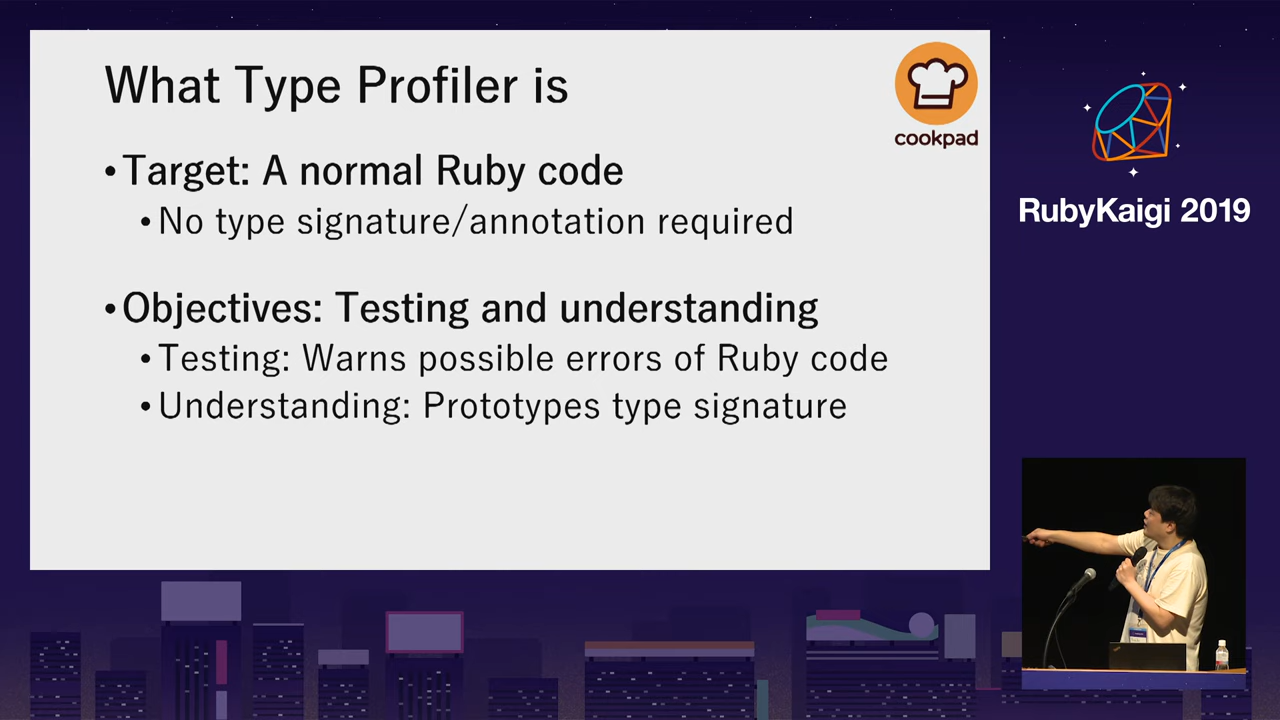 What Type Profiler is
cookpad
•Target: A normal Ruby code
•No type signature/annotation required
•Objectives: Testing and understanding
•Testing: Warns possible errors of Ruby code
•Understanding: Prototypes type signature
RubyKaigi 2019